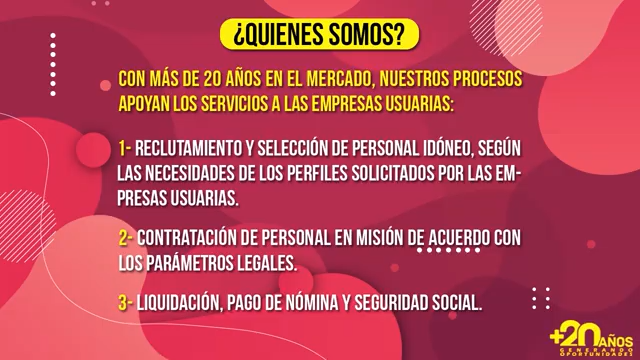 ¿QUIENES SOMOS?
CON MÁS DE 20 AÑOS EN EL MERCADO, NUESTROS PROCESOS
APOYAN LOS SERVICIOS A LAS EMPRESAS USUARIAS:
1- RECLUTAMIENTO Y SELECCIÓN DE PERSONAL IDÓNEO, SEGÚN
LAS NECESIDADES DE LOS PERFILES SOLICITADOS POR LAS EM-
PRESAS USUARIAS.
2- CONTRATACIÓN DE PERSONAL EN MISIÓN DE ACUERDO CON
LOS PARÁMETROS LEGALES.
3- LIQUIDACIÓN, PAGO DE NÓMINA Y SEGURIDAD SOCIAL.
+20 AÑOS
GENERANDO
OPORTUNIDADES